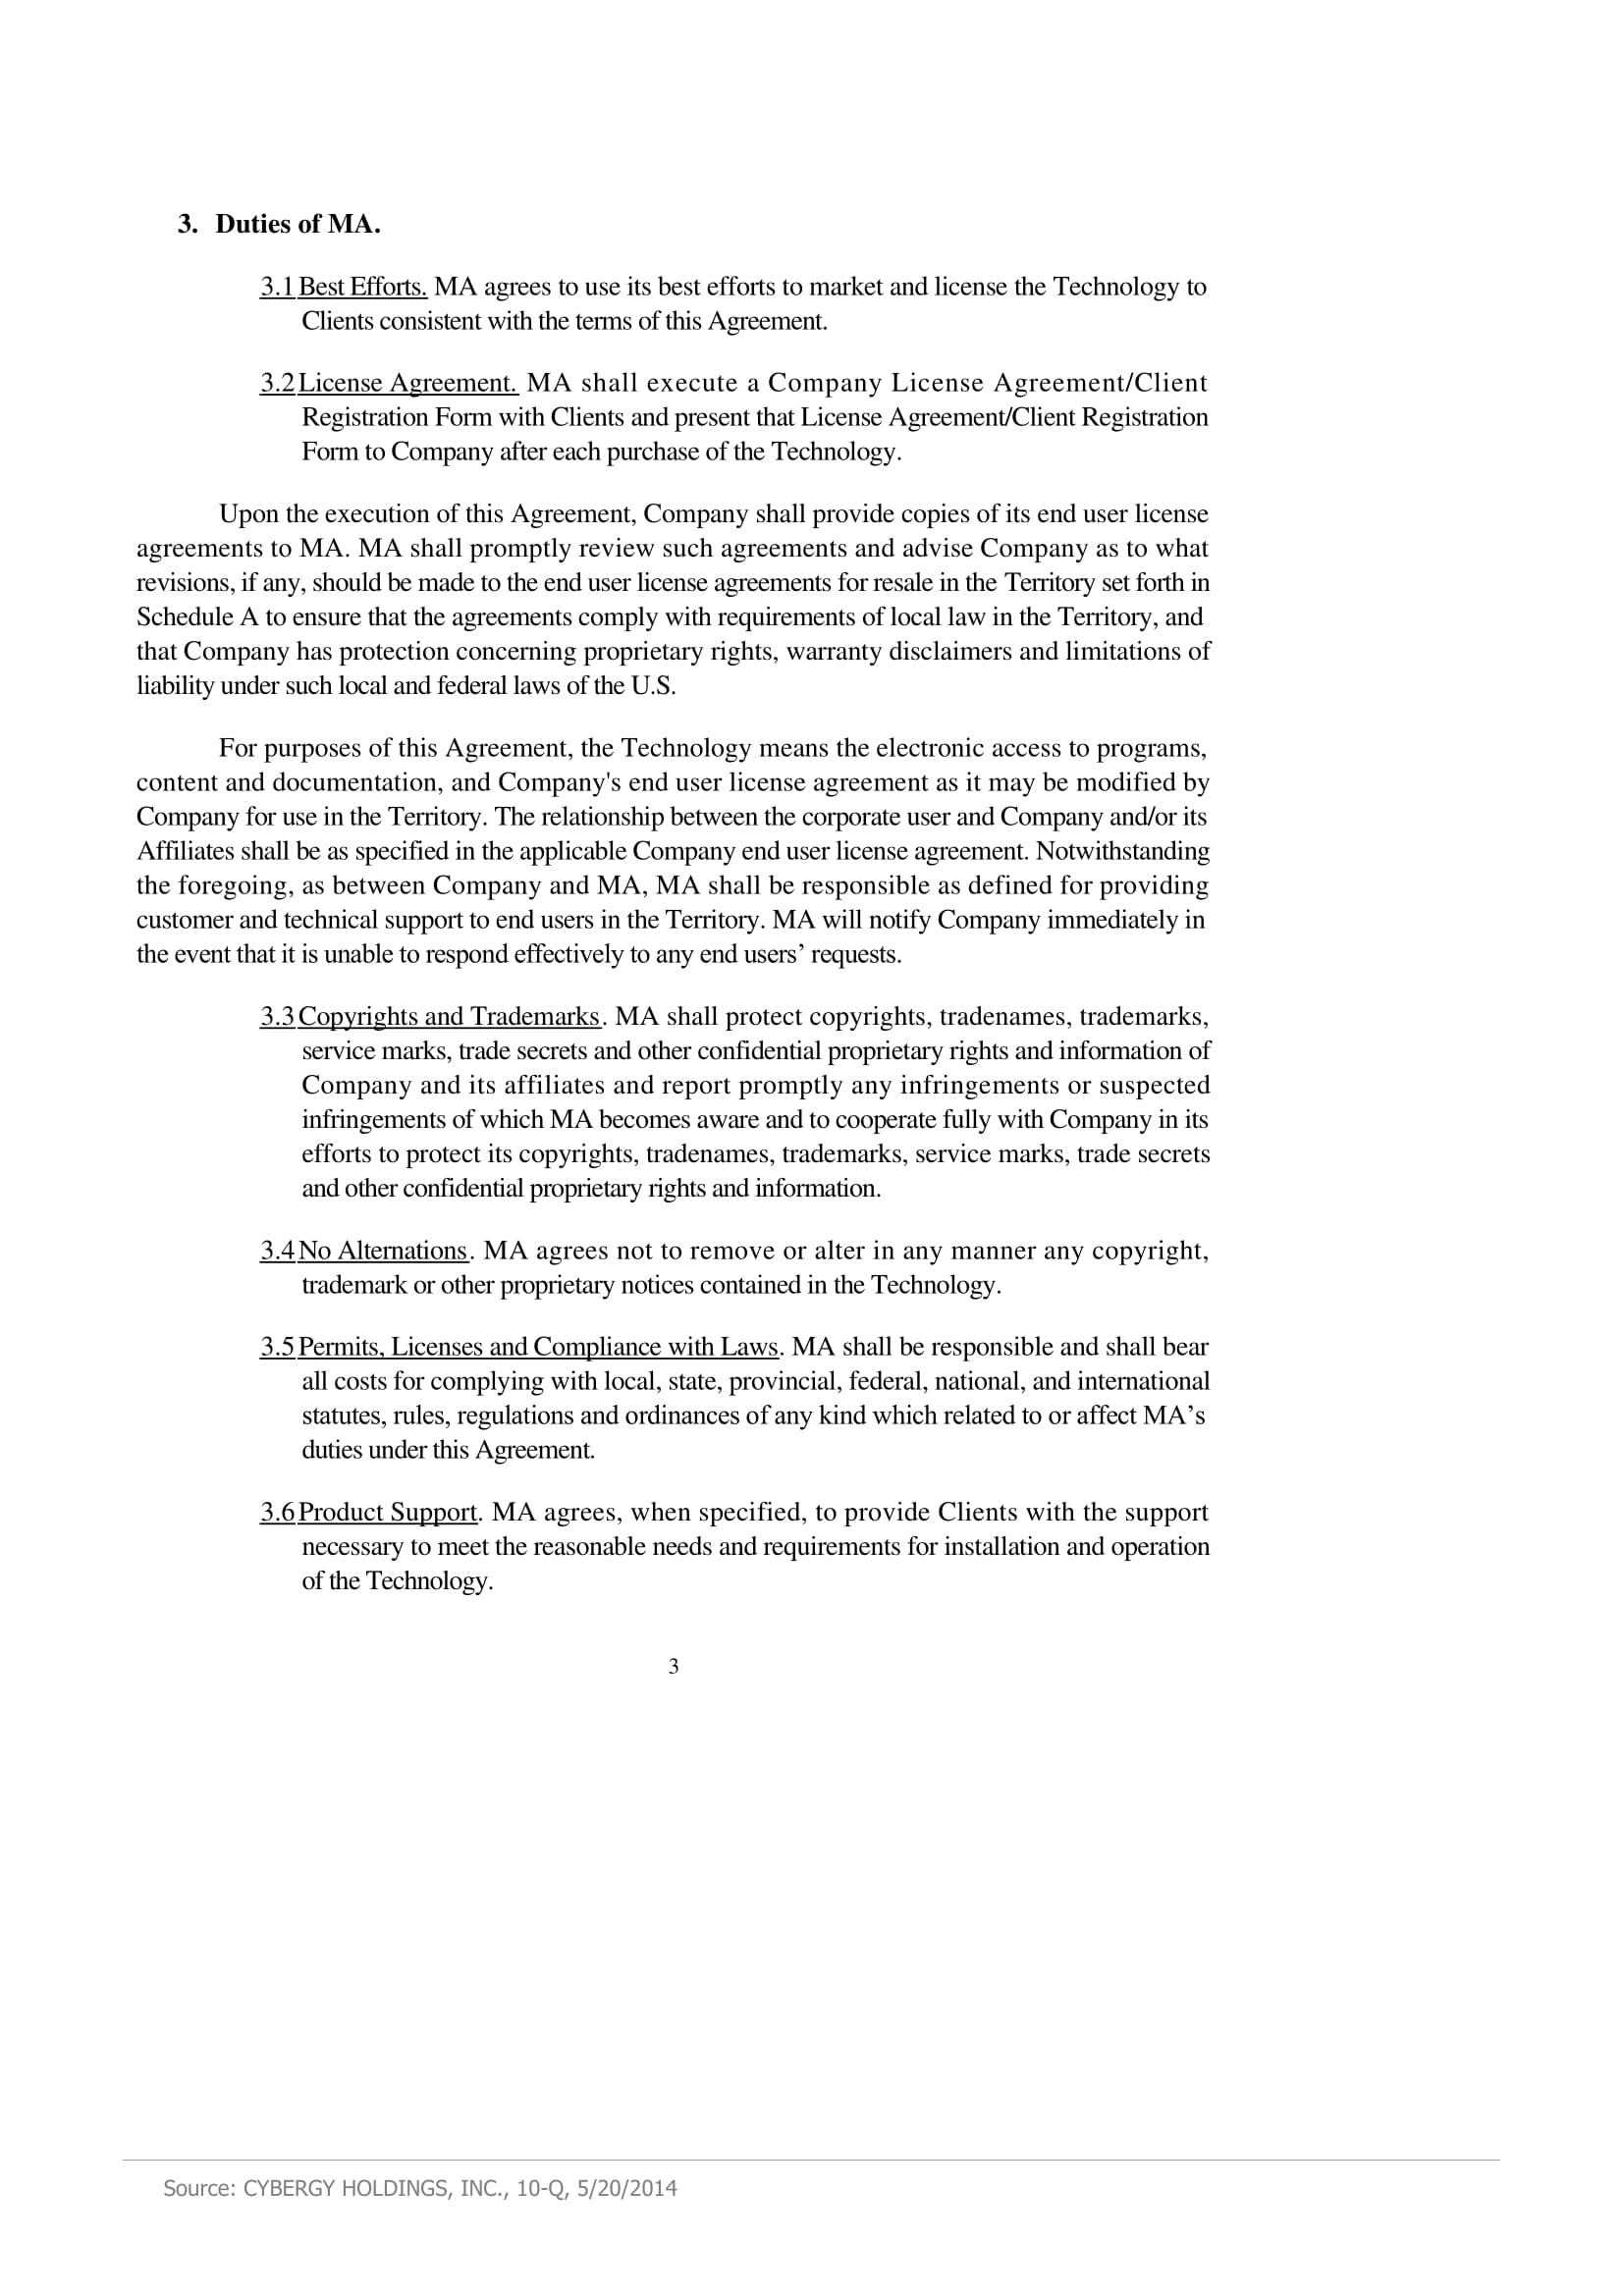 3. Duties of MA.
3.1 Best Efforts. MA agrees to use its best efforts to market and license the Technology to
Clients consistent with the terms of this Agreement.
3.2 License Agreement. MA shall execute a Company License Agreement/Client
Registration Form with Clients and present that License Agreement/Client Registration
Form to Company after each purchase of the Technology.
Upon the execution of this Agreement, Company shall provide copies of its end user license
agreements to MA. MA shall promptly review such agreements and advise Company as to what
revisions, if any, should be made to the end user license agreements for resale in the Territory set forth in
Schedule A to ensure that the agreements comply with requirements of local law in the Territory, and
that Company has protection concerning proprietary rights, warranty disclaimers and limitations of
liability under such local and federal laws of the U.S.
For purposes of this Agreement, the Technology means the electronic access to programs,
content and documentation, and Company's end user license agreement as it may be modified by
Company for use in the Territory. The relationship between the corporate user and Company and/or its
Affiliates shall be as specified in the applicable Company end user license agreement. Notwithstanding
the foregoing, as between Company and MA, MA shall be responsible as defined for providing
customer and technical support to end users in the Territory. MA will notify Company immediately in
the event that it is unable to respond effectively to any end users’ requests.
3.3 Copyrights and Trademarks. MA shall protect copyrights, tradenames, trademarks,
service marks, trade secrets and other confidential proprietary rights and information of
Company and its affiliates and report promptly any infringements or suspected
infringements of which MA becomes aware and to cooperate fully with Company in its
efforts to protect its copyrights, tradenames, trademarks, service marks, trade secrets
and other confidential proprietary rights and information.
3.4 No Alternations. MA agrees not to remove or alter in any manner any copyright,
trademark or other proprietary notices contained in the Technology.
3.5 Permits, Licenses and Compliance with Laws. MA shall be responsible and shall bear
all costs for complying with local, state, provincial, federal, national, and international
statutes, rules, regulations and ordinances of any kind which related to or affect MA’s
duties under this Agreement.
3.6 Product Support. MA agrees, when specified, to provide Clients with the support
necessary to meet the reasonable needs and requirements for installation and operation
of the Technology.
3
Source: CYBERGY HOLDINGS, INC., 10-Q, 5/20/2014